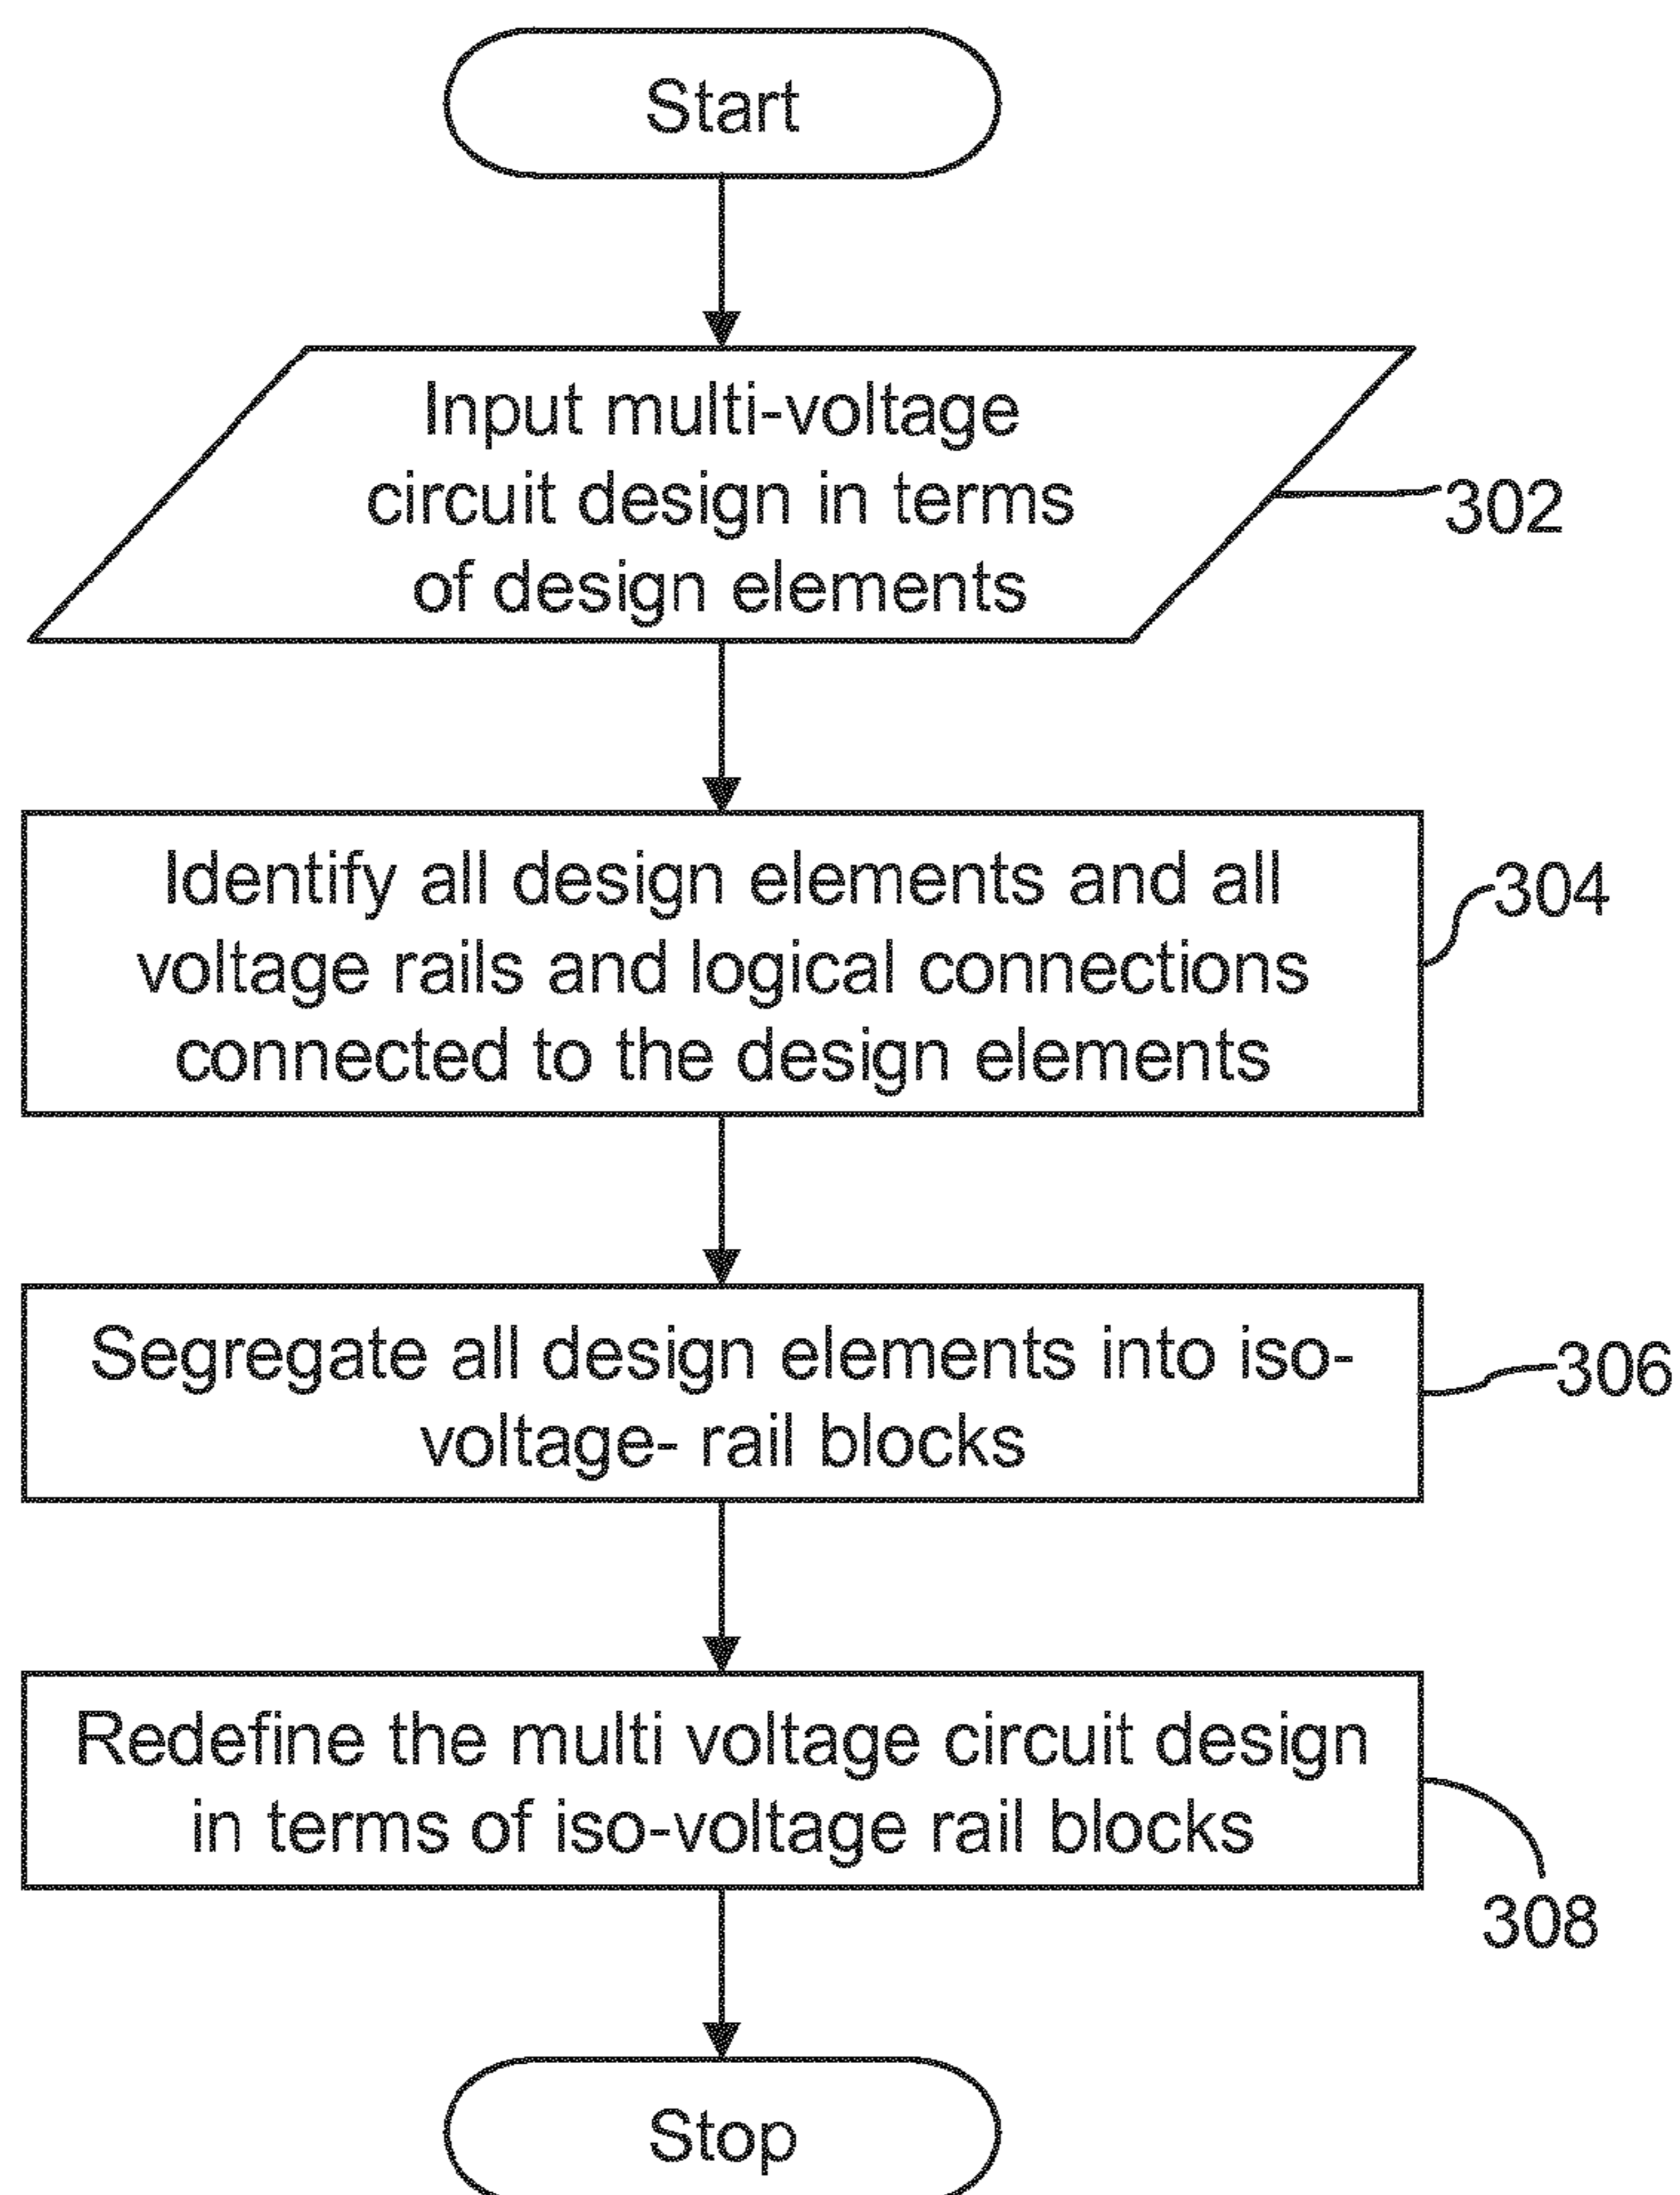 Start
Input multi-voltage
circuit design in terms
of design elements
302
Identify all design elements and all
voltage rails and logical connections
connected to the design elements
304
Segregate all design elements into iso-
voltage- rail blocks
306
Redefine the multi voltage circuit design
in terms of iso-voltage rail blocks
308
Stop